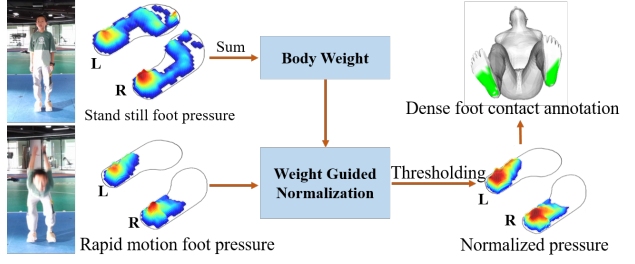 L
R
Stand still foot pressure
Sum
Body Weight
Dense foot contact annotation
L
R
Rapid motion foot pressure
Weight Guided
Normalization
Thresholding
L
R
Normalized pressure